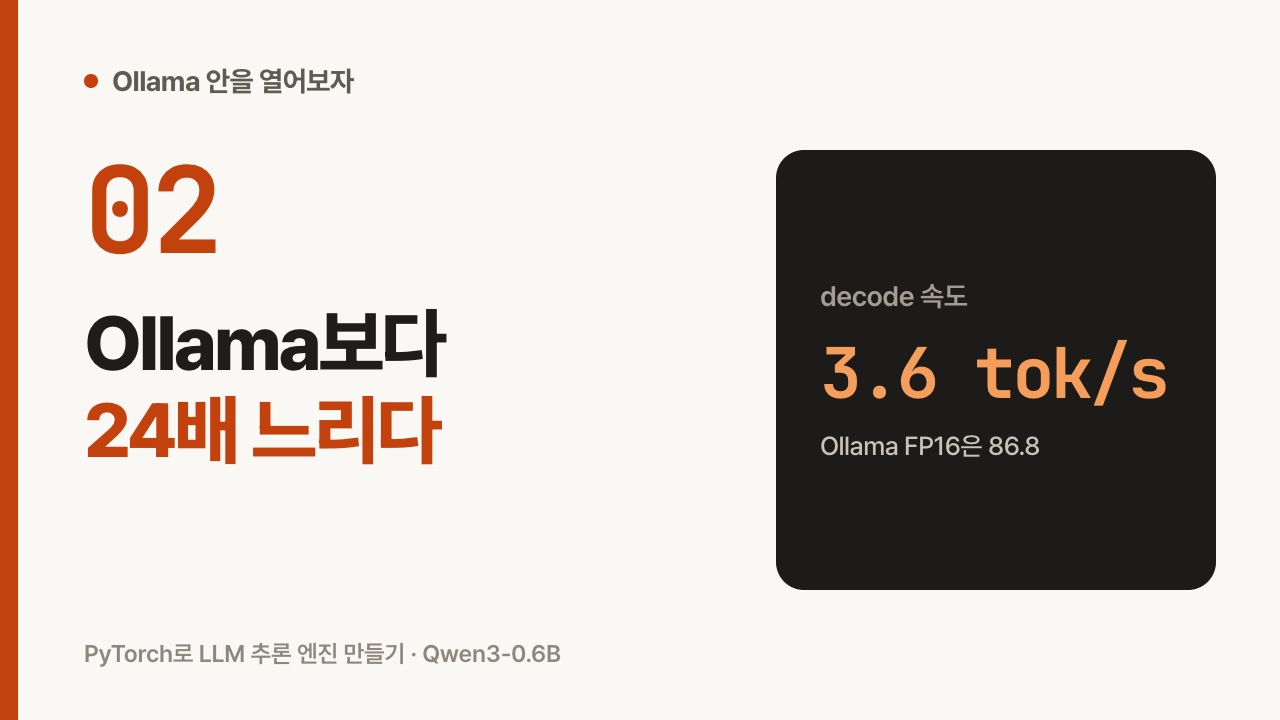 Ollama 안을 열어보자
02
Ollama보다
24배 느리다
decode 속도
3.6 tok/s
Ollama FP16은 86.8
PyTorch로 LLM 추론 엔진 만들기 · Qwen3-0.6B